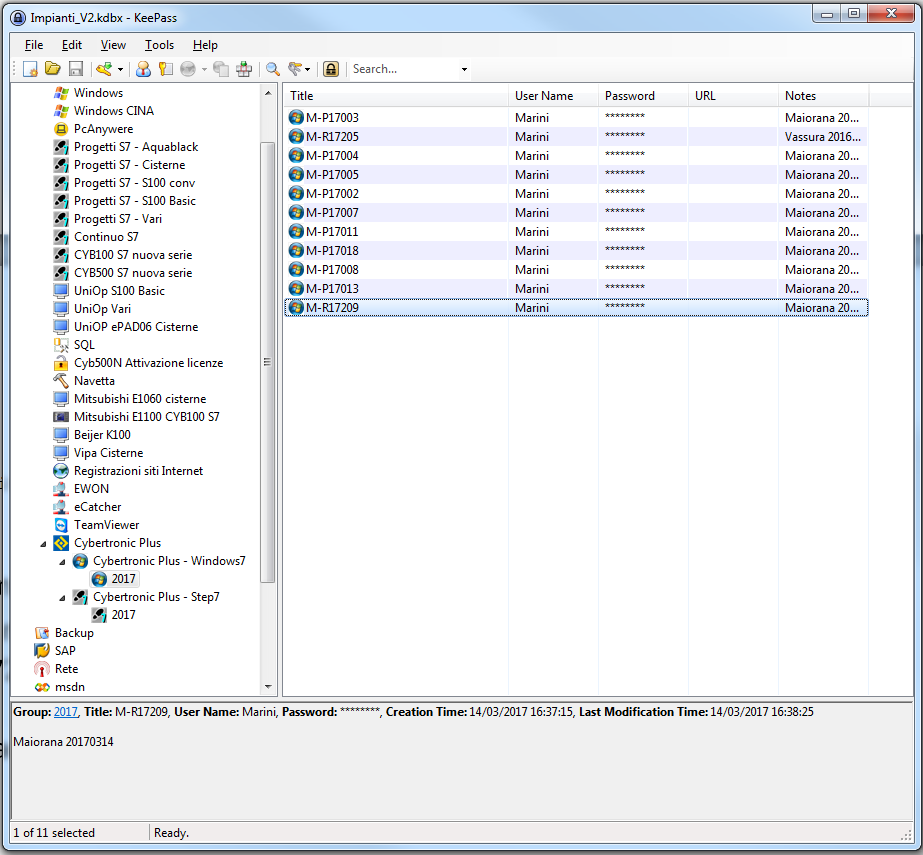 Impianti_V2.kdbx - KeePass
File Edit View Tools Help
Search...
Windows
Windows CINA
PcAnywere
Progetti S7 - Aquablack
Progetti S7 - Cisterne
Progetti S7 - S100 conv
Progetti S7 - S100 Basic
Progetti S7 - Vari
Continuo S7
CYB100 S7 nuova serie
CYB500 S7 nuova serie
UniOp S100 Basic
UniOp Vari
UniOP ePAD06 Cisterne
SQL
Cyb500N Attivazione licenze
Navetta
Mitsubishi E1060 cisterne
Mitsubishi E1100 CYB100 S7
Beijer K100
Vipa Cisterne
Registrazioni siti Internet
EWON
eCatcher
TeamViewer
Cybertronic Plus
Cybertronic Plus - Windows7
2017
Cybertronic Plus - Step7
2017
Backup
SAP
Rete
msdn
Title User Name Password URL Notes
M-P17003 Marini ******** Maiorana 20...
M-R17205 Marini ******** Vassura 2016...
M-P17004 Marini ******** Maiorana 20...
M-P17005 Marini ******** Maiorana 20...
M-P17002 Marini ******** Maiorana 20...
M-P17007 Marini ******** Maiorana 20...
M-P17011 Marini ******** Maiorana 20...
M-P17018 Marini ******** Maiorana 20...
M-P17008 Marini ******** Maiorana 20...
M-P17013 Marini ******** Maiorana 20...
M-R17209 Marini ******** Maiorana 20...
Group: 2017, Title: M-R17209, User Name: Marini, Password: ********, Creation Time: 14/03/2017 16:37:15, Last Modification Time: 14/03/2017 16:38:25
Maiorana 20170314
1 of 11 selected Ready.